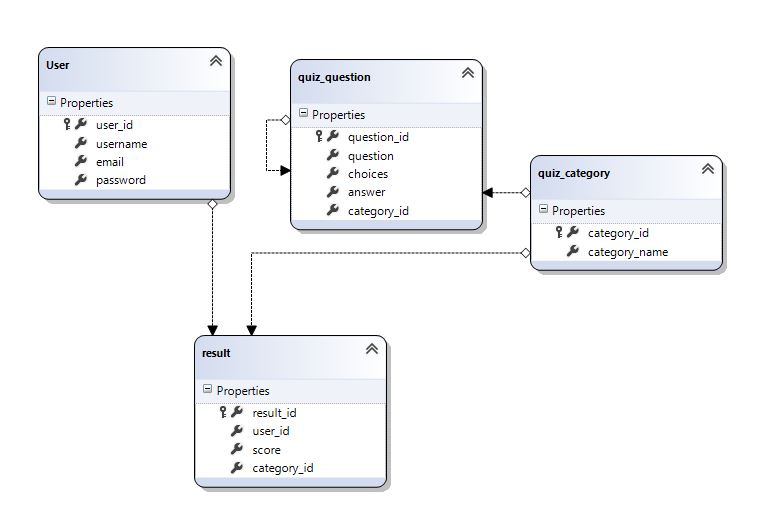 User
Properties
user_id
username
email
password
quiz_question
Properties
question_id
question
choices
answer
category_id
quiz_category
Properties
category_id
category_name
result
Properties
result_id
user_id
score
category_id